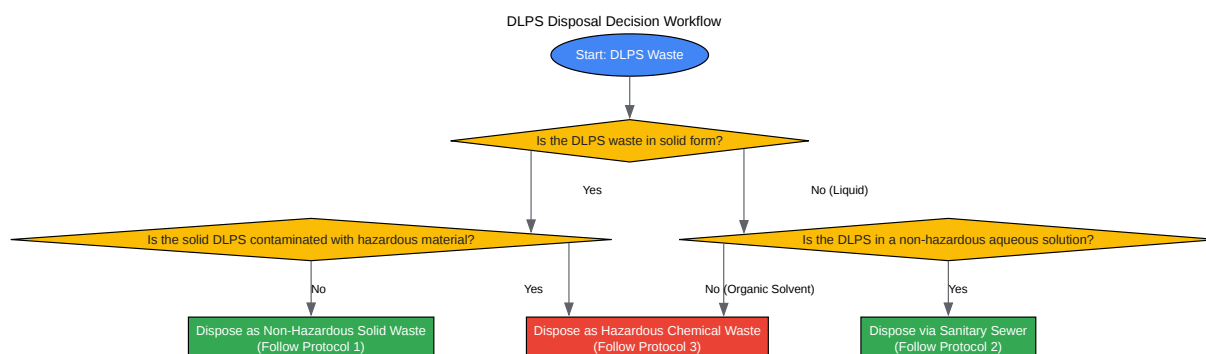 DLPS Disposal Decision Workflow
Start: DLPS Waste
Is the DLPS waste in solid form?
Yes
No (Liquid)
Is the solid DLPS contaminated with hazardous material?
Is the DLPS in a non-hazardous aqueous solution?
No
Yes
No (Organic Solvent)
Yes
Dispose as Non-Hazardous Solid Waste
(Follow Protocol 1)
Dispose as Hazardous Chemical Waste
(Follow Protocol 3)
Dispose via Sanitary Sewer
(Follow Protocol 2)